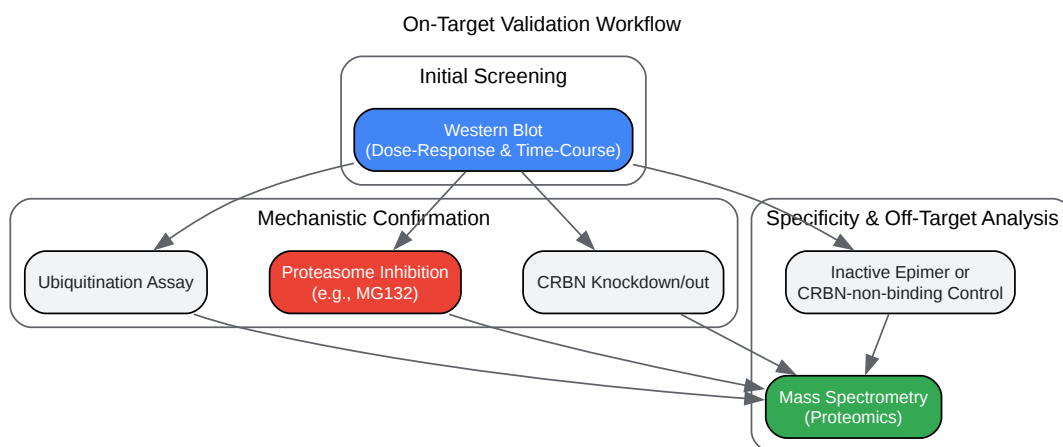 On-Target Validation Workflow
Initial Screening
Western Blot
(Dose-Response & Time-Course)
Mechanistic Confirmation
Specificity & Off-Target Analysis
Ubiquitination Assay
Proteasome Inhibition
(e.g., MG132)
CRBN Knockdown/out
Inactive Epimer or
CRBN-non-binding Control
Mass Spectrometry
(Proteomics)